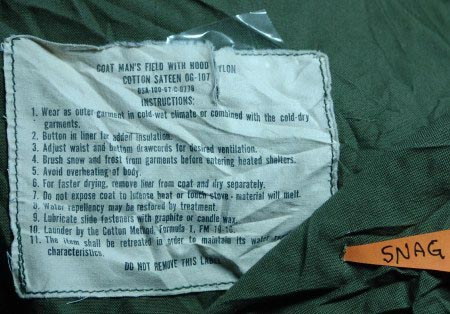 COAT MAN'S FIELD WITH HOOD NYLON
COTTON SATEEN OG-107
DSA-100-67-C-0778
INSTRUCTIONS:
1. Wear as outer garment in cold-wet climate or combined with the cold-dry
garments.
2. Button in liner for added insulation.
3. Adjust waist and bottom drawcords for desired ventilation.
4. Brush snow and frost from garments before entering heated shelters.
5. Avoid overheating of body.
6. For faster drying, remove liner from coat and dry separately.
7. Do not expose coat to intense heat or touch stove - material will melt.
8. Water repellency may be restored by treatment.
9. Lubricate slide fasteners with graphite or candle wax.
10. Launder by the Cotton Method, Formula I, FM 10-16.
11. The item shall be retreated in order to maintain its water
characteristics.
DO NOT REMOVE THIS LABEL
SNAG